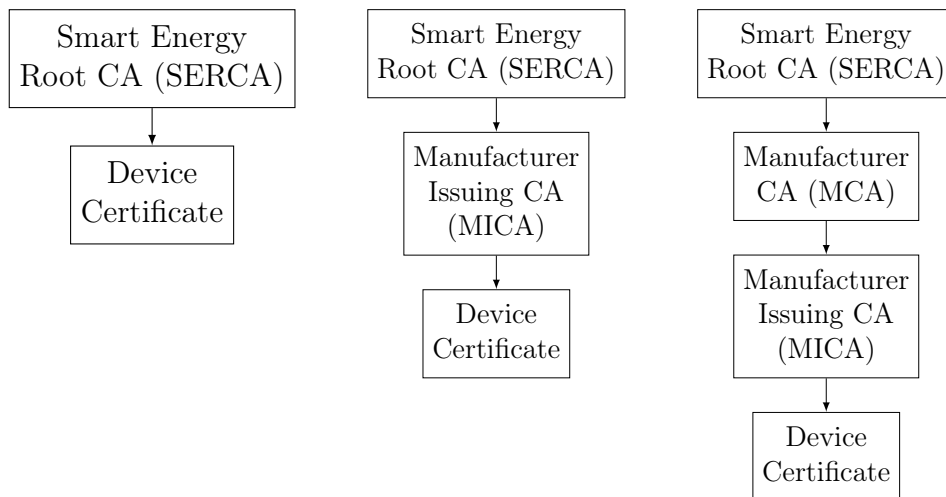 Smart Energy
Root CA (SERCA)
Device
Certificate
Smart Energy
Root CA (SERCA)
Manufacturer
Issuing CA
(MICA)
Device
Certificate
Smart Energy
Root CA (SERCA)
Manufacturer
CA (MCA)
Manufacturer
Issuing CA
(MICA)
Device
Certificate